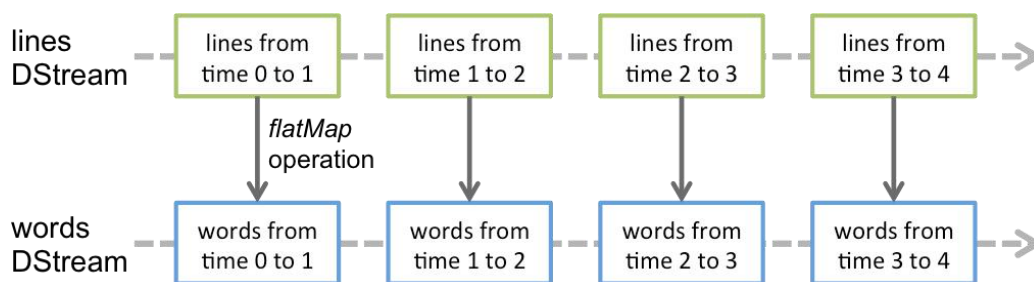 lines
DStream
lines from
time 0 to 1
lines from
time 1 to 2
lines from
time 2 to 3
lines from
time 3 to 4
flatMap
operation
words
DStream
words from
time 0 to 1
words from
time 1 to 2
words from
time 2 to 3
words from
time 3 to 4